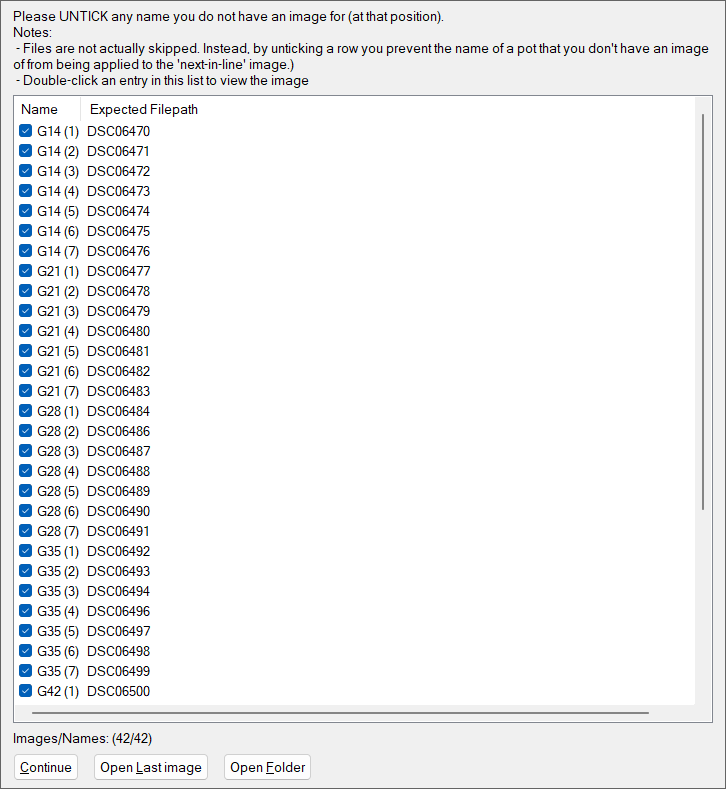 Please UNTICK any name you do not have an image for (at that position).
Notes:
- Files are not actually skipped. Instead, by unticking a row you prevent the name of a pot that you don't have an image
of from being applied to the 'next-in-line' image.)
- Double-click an entry in this list to view the image
Name Expected Filepath
G14 (1) DSC06470
G14 (2) DSC06471
G14 (3) DSC06472
G14 (4) DSC06473
G14 (5) DSC06474
G14 (6) DSC06475
G14 (7) DSC06476
G21 (1) DSC06477
G21 (2) DSC06478
G21 (3) DSC06479
G21 (4) DSC06480
G21 (5) DSC06481
G21 (6) DSC06482
G21 (7) DSC06483
G28 (1) DSC06484
G28 (2) DSC06486
G28 (3) DSC06487
G28 (4) DSC06488
G28 (5) DSC06489
G28 (6) DSC06490
G28 (7) DSC06491
G35 (1) DSC06492
G35 (2) DSC06493
G35 (3) DSC06494
G35 (4) DSC06496
G35 (5) DSC06497
G35 (6) DSC06498
G35 (7) DSC06499
G42 (1) DSC06500
Images/Names: (42/42)
Continue Open Last image Open Folder